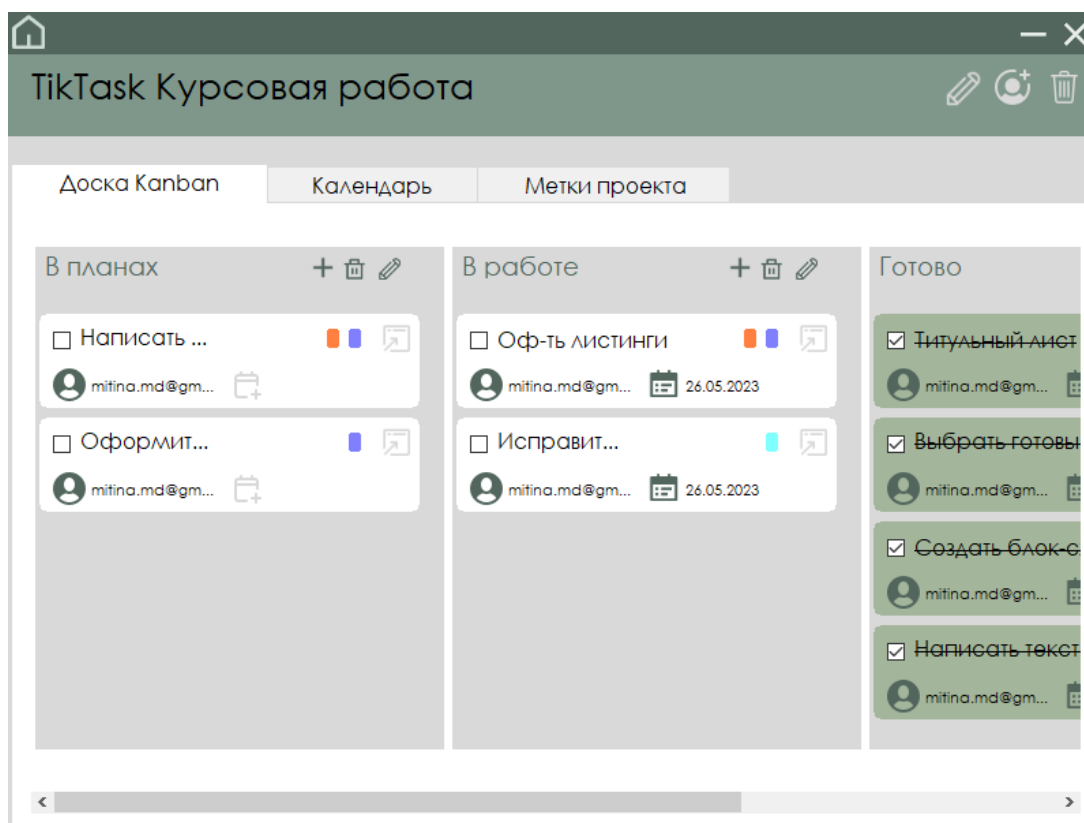 TikTask Курсовая работа
Доска Kanban
Календарь
Метки проекта
В планах
Написать ...
mitina.md@gm...
Оформит...
mitina.md@gm...
В работе
Оф-ть листинги
mitina.md@gm... 26.05.2023
Исправит...
mitina.md@gm... 26.05.2023
Готово
Титульный лист
mitina.md@gm...
Выбрать готовы
mitina.md@gm...
Создать блок-с
mitina.md@gm...
Написать текст
mitina.md@gm...